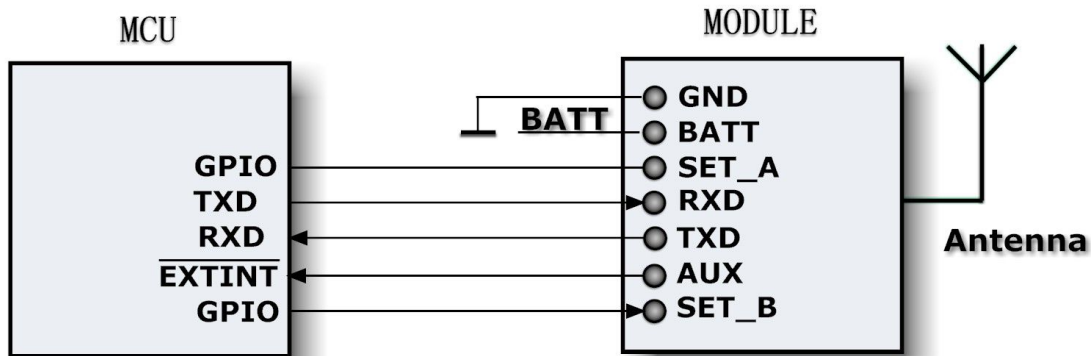 MCU
MODULE
GND
BATT
BATT
GPIO
SET_A
TXD
RXD
RXD
TXD
EXTINT
AUX
GPIO
SET_B
Antenna